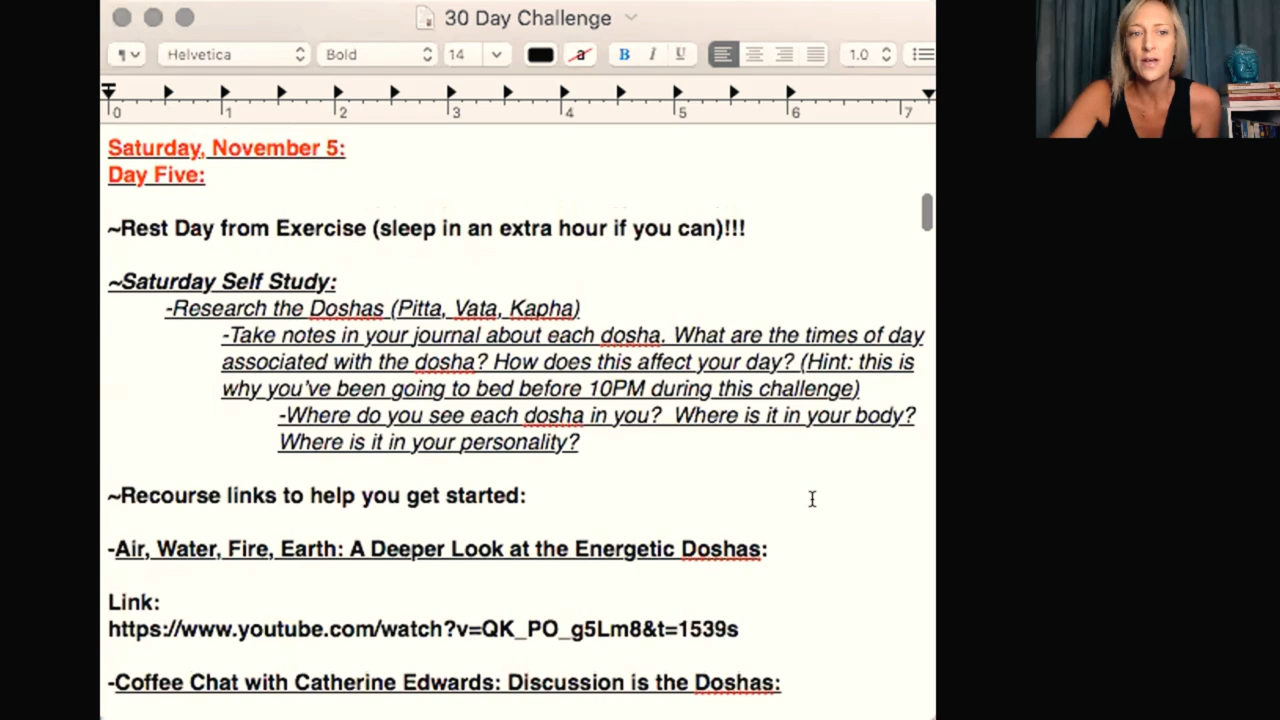 30 Day Challenge
¶ Helvetica Bold 14 a B I U 1.0
0 1 2 3 4 5 6 7
Saturday, November 5:
Day Five:
~Rest Day from Exercise (sleep in an extra hour if you can)!!!
~Saturday Self Study:
-Research the Doshas (Pitta, Vata, Kapha)
-Take notes in your journal about each dosha. What are the times of day
associated with the dosha? How does this affect your day? (Hint: this is
why you've been going to bed before 10PM during this challenge)
-Where do you see each dosha in you? Where is it in your body?
Where is it in your personality?
~Recourse links to help you get started:
-Air, Water, Fire, Earth: A Deeper Look at the Energetic Doshas:
Link:
https://www.youtube.com/watch?v=QK_PO_g5Lm8&t=1539s
-Coffee Chat with Catherine Edwards: Discussion is the Doshas: